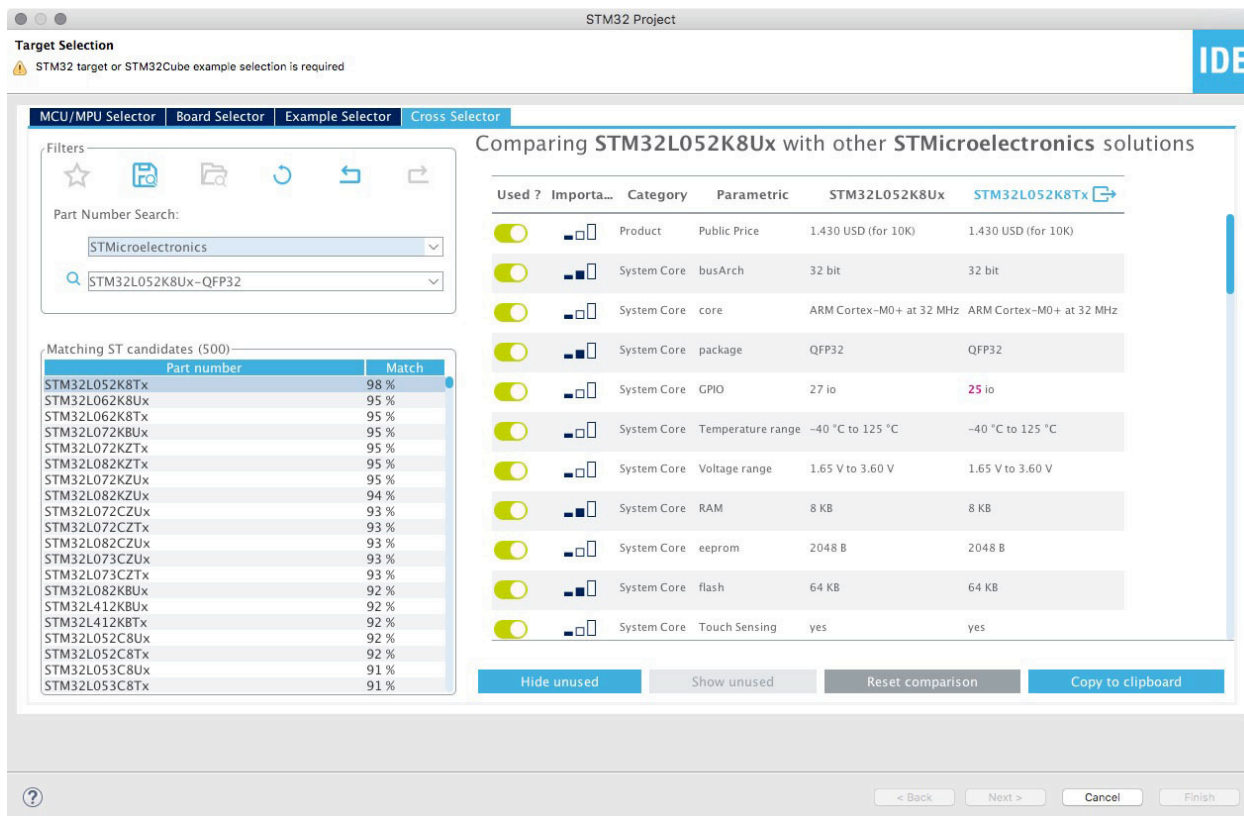 STM32 Project
Target Selection
STM32 target or STM32Cube example selection is required
IDE
MCU/MPU Selector Board Selector Example Selector Cross Selector
Filters
Part Number Search:
STMicroelectronics
STM32L052K8Ux-QFP32
Matching ST candidates (500)
Part number Match
STM32L052K8Tx 98 %
STM32L062K8Ux 95 %
STM32L062K8Tx 95 %
STM32L072KBUx 95 %
STM32L072KZTx 95 %
STM32L082KZTx 95 %
STM32L072KZUx 95 %
STM32L082KZUx 94 %
STM32L072CZUx 93 %
STM32L072CZTx 93 %
STM32L082CZUx 93 %
STM32L073CZUx 93 %
STM32L073CZTx 93 %
STM32L082KBUx 92 %
STM32L412KBUx 92 %
STM32L412KBTx 92 %
STM32L052C8Ux 92 %
STM32L052C8Tx 92 %
STM32L053C8Ux 91 %
STM32L053C8Tx 91 %
Comparing STM32L052K8Ux with other STMicroelectronics solutions
Used ? Importa... Category Parametric STM32L052K8Ux STM32L052K8Tx
Product Public Price 1.430 USD (for 10K) 1.430 USD (for 10K)
System Core busArch 32 bit 32 bit
System Core core ARM Cortex-M0+ at 32 MHz ARM Cortex-M0+ at 32 MHz
System Core package QFP32 QFP32
System Core GPIO 27 io 25 io
System Core Temperature range -40 °C to 125 °C -40 °C to 125 °C
System Core Voltage range 1.65 V to 3.60 V 1.65 V to 3.60 V
System Core RAM 8 KB 8 KB
System Core eeprom 2048 B 2048 B
System Core flash 64 KB 64 KB
System Core Touch Sensing yes yes
Hide unused Show unused Reset comparison Copy to clipboard
? < Back Next > Cancel Finish